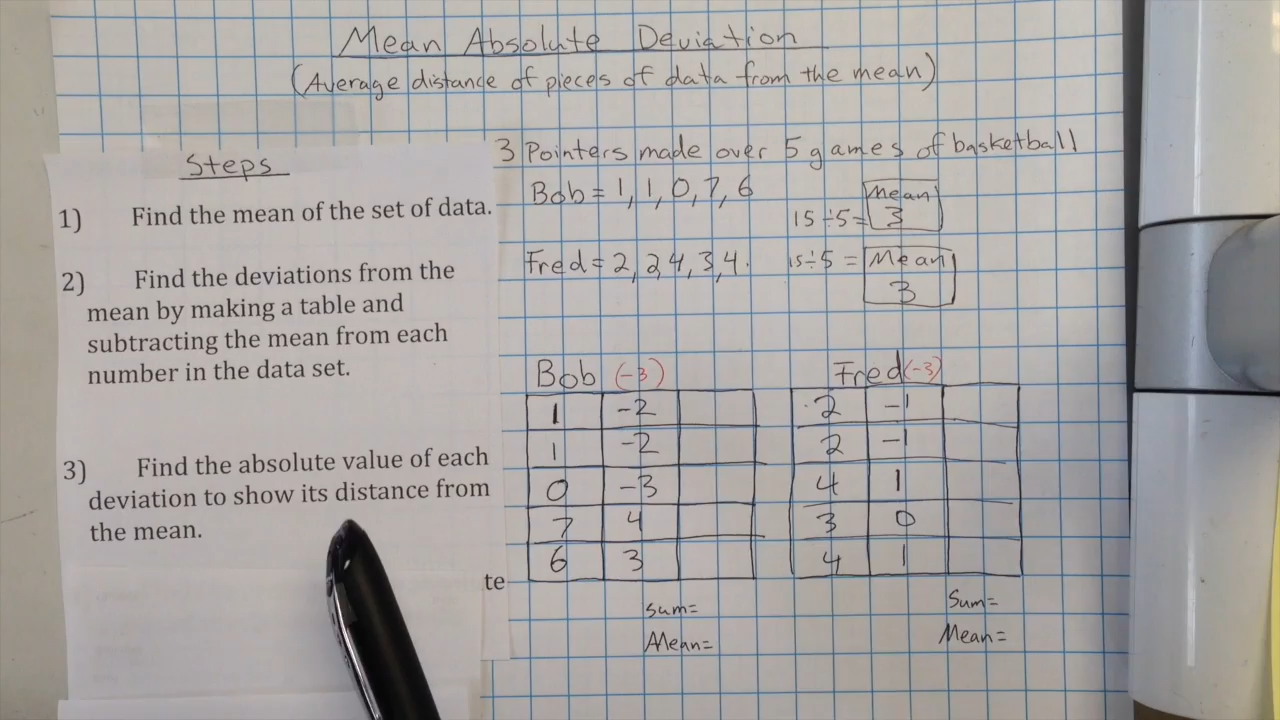 Mean Absolute Deviation
(Average distance of pieces of data from the mean)
Steps
1) Find the mean of the set of data.
2) Find the deviations from the
mean by making a table and
subtracting the mean from each
number in the data set.
3) Find the absolute value of each
deviation to show its distance from
the mean.
te
3 Pointers made over 5 games of basketball
Bob = 1, 1, 0, 7, 6
15 ÷ 5 = Mean
3
Fred = 2, 2, 4, 3, 4.
15 ÷ 5 = Mean
3
Bob (-3)
1 -2
1 -2
0 -3
7 4
6 3
Sum=
Mean=
Fred (-3)
2 -1
2 -1
4 1
3 0
4 1
Sum=
Mean=